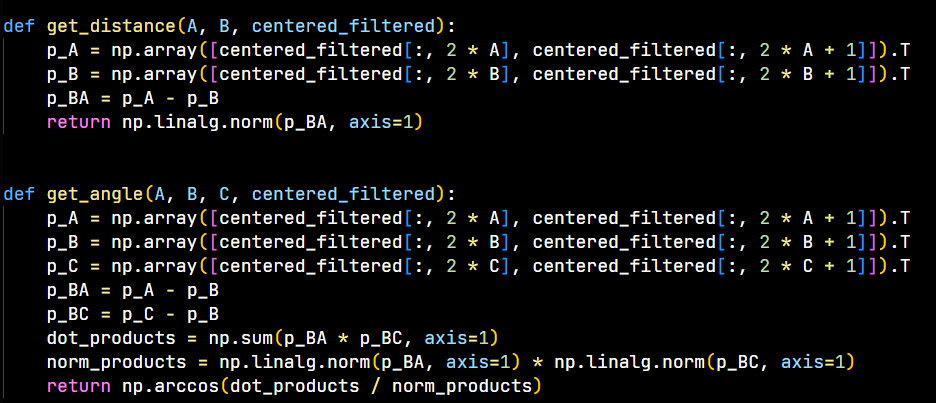 def get_distance(A, B, centered_filtered):
    p_A = np.array([centered_filtered[:, 2 * A], centered_filtered[:, 2 * A + 1]]).T
    p_B = np.array([centered_filtered[:, 2 * B], centered_filtered[:, 2 * B + 1]]).T
    p_BA = p_A - p_B
    return np.linalg.norm(p_BA, axis=1)
def get_angle(A, B, C, centered_filtered):
    p_A = np.array([centered_filtered[:, 2 * A], centered_filtered[:, 2 * A + 1]]).T
    p_B = np.array([centered_filtered[:, 2 * B], centered_filtered[:, 2 * B + 1]]).T
    p_C = np.array([centered_filtered[:, 2 * C], centered_filtered[:, 2 * C + 1]]).T
    p_BA = p_A - p_B
    p_BC = p_C - p_B
    dot_products = np.sum(p_BA * p_BC, axis=1)
    norm_products = np.linalg.norm(p_BA, axis=1) * np.linalg.norm(p_BC, axis=1)
    return np.arccos(dot_products / norm_products)